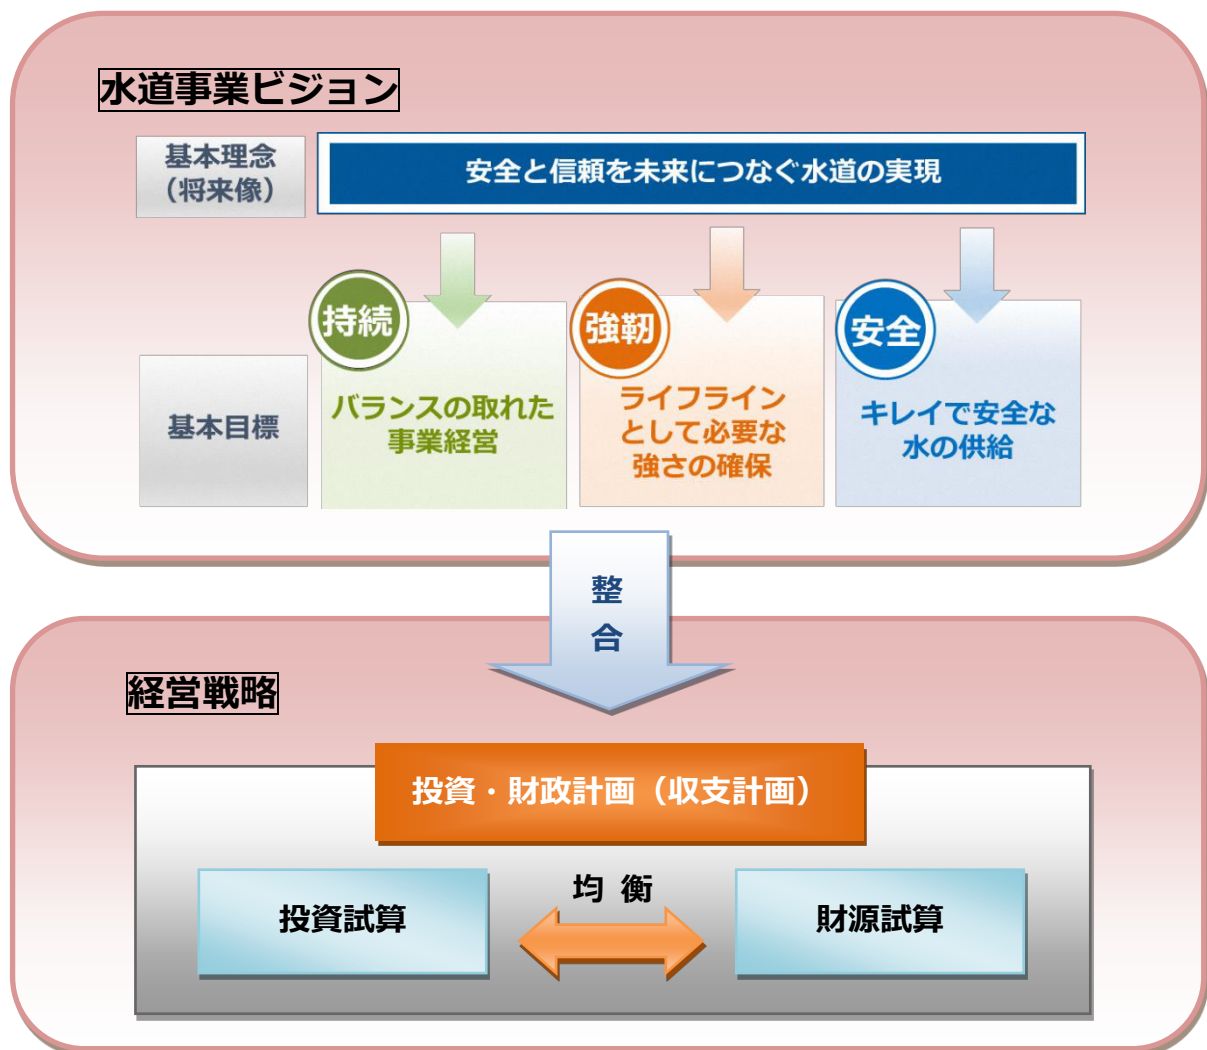 水道事業ビジョン
基本理念
（将来像）
安全と信頼を未来につなぐ水道の実現
持続
強靭
安全
基本目標
バランスの取れた
事業経営
ライフライン
として必要な
強さの確保
キレイで安全な
水の供給
整
合
経営戦略
投資・財政計画（収支計画）
投資試算
均 衡
財源試算